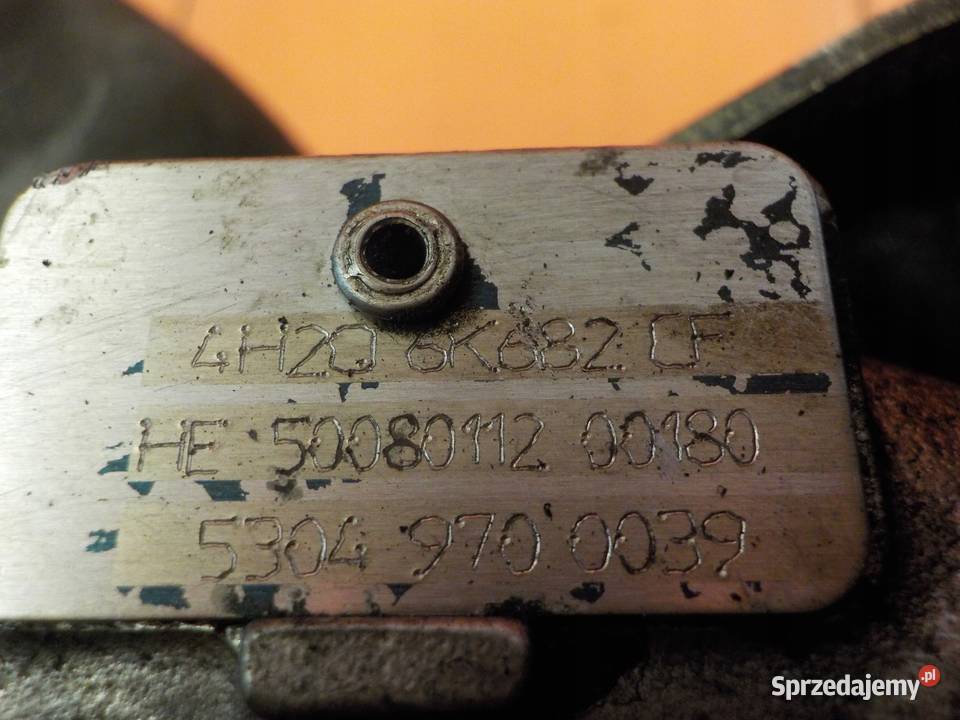 4H2Q 6K682 CF
HE 50080112 00180
5304 970 0039
Sprzedajemy.pl